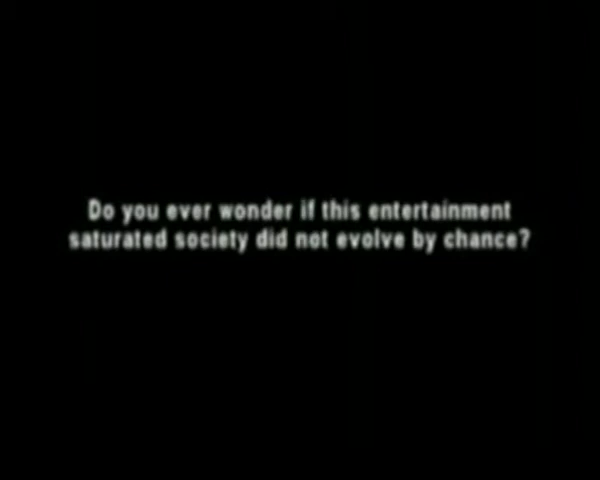 Do you ever wonder if this entertainment
saturated society did not evolve by chance?